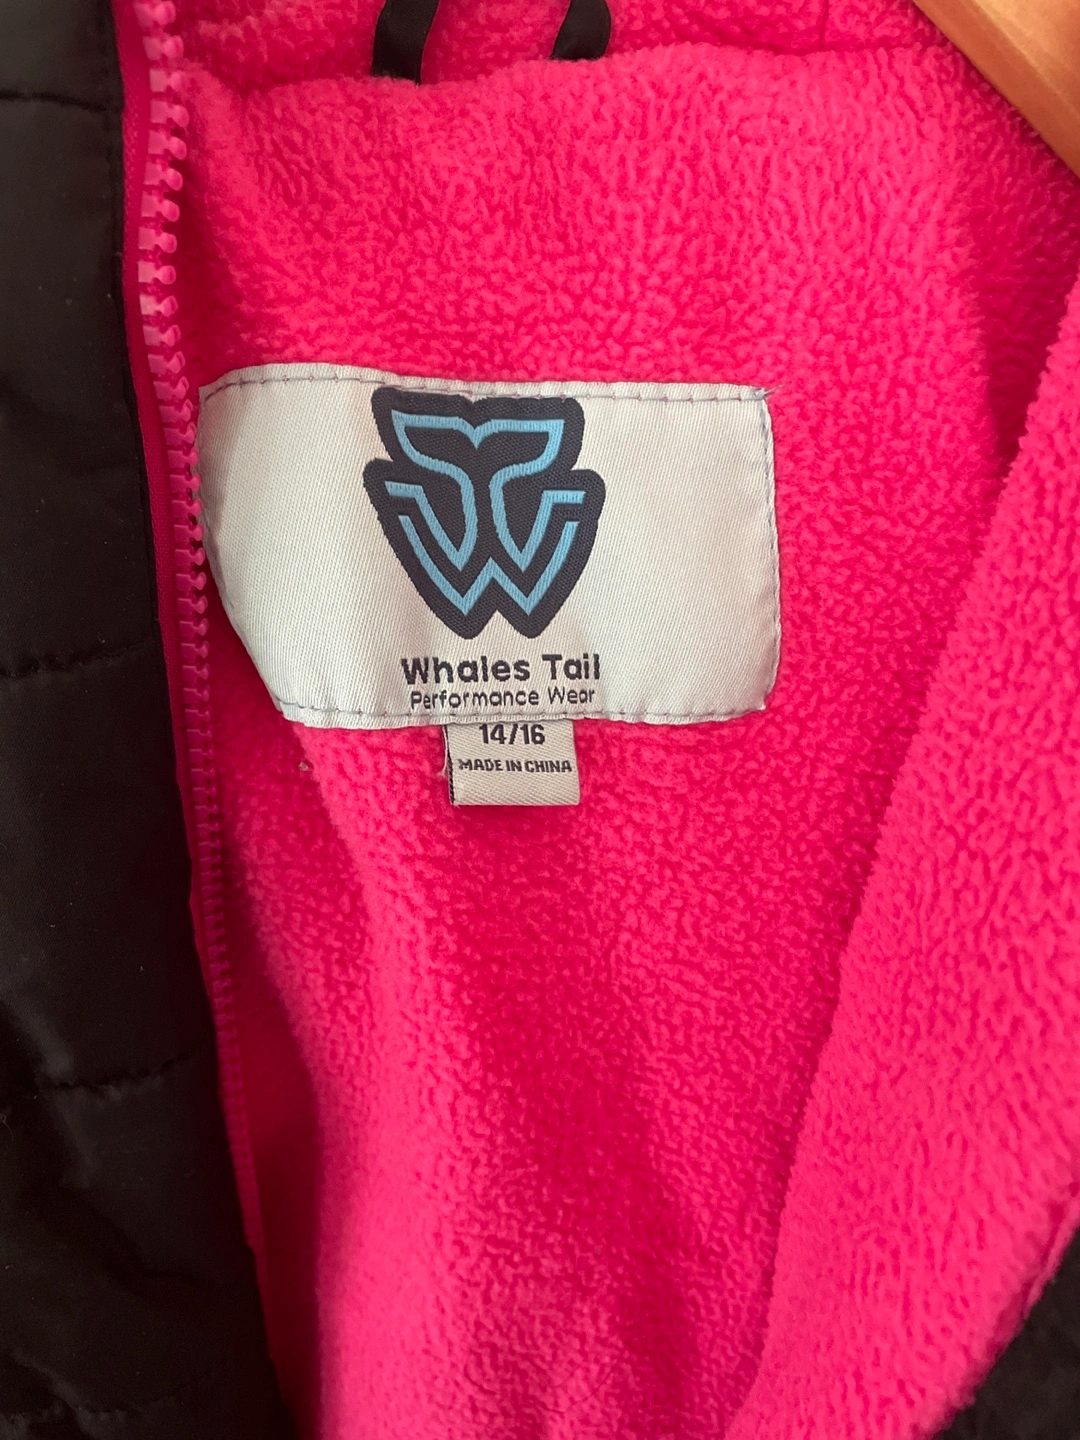 Whales Tail
Performance Wear
14/16
MADE IN CHINA